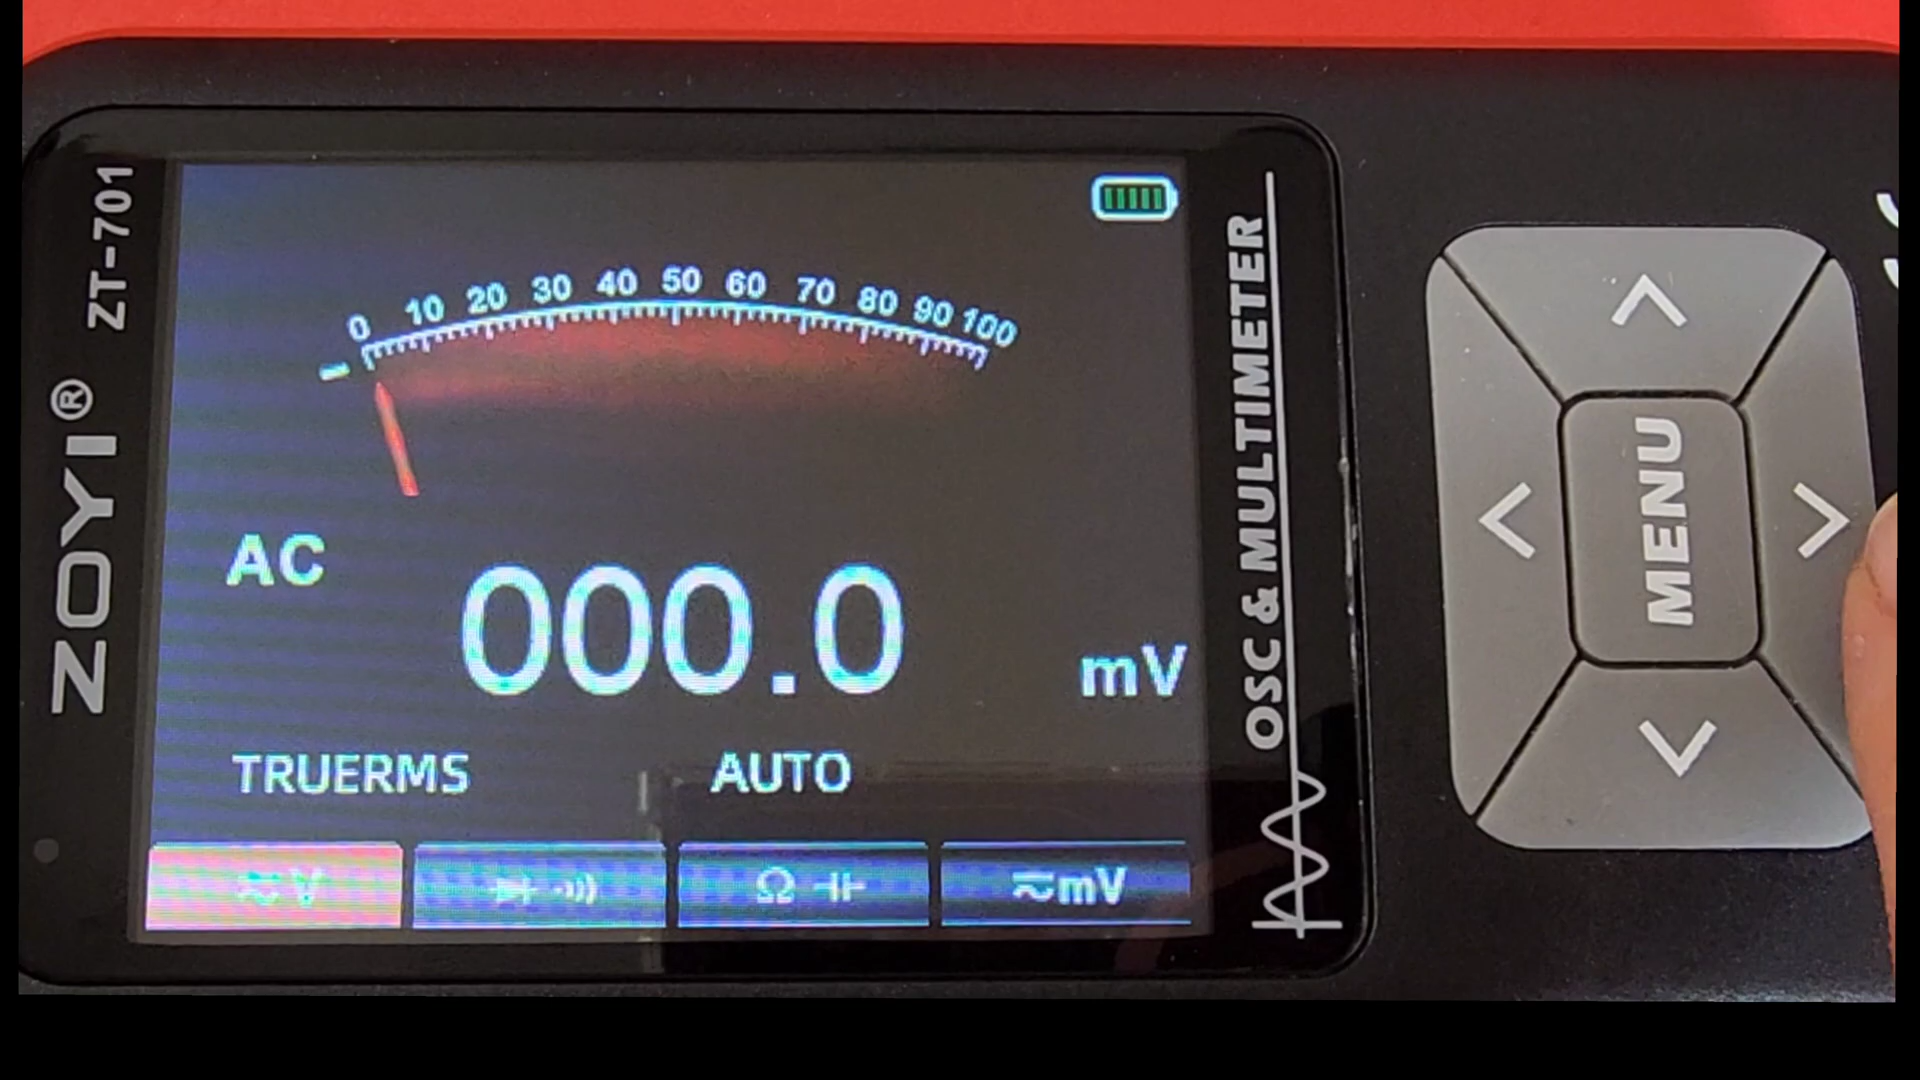 ZOYI® ZT-701
0 10 20 30 40 50 60 70 80 90 100
AC
000.0
mV
TRUERMS
AUTO
V
Ω
mV
OSC & MULTIMETER
MENU